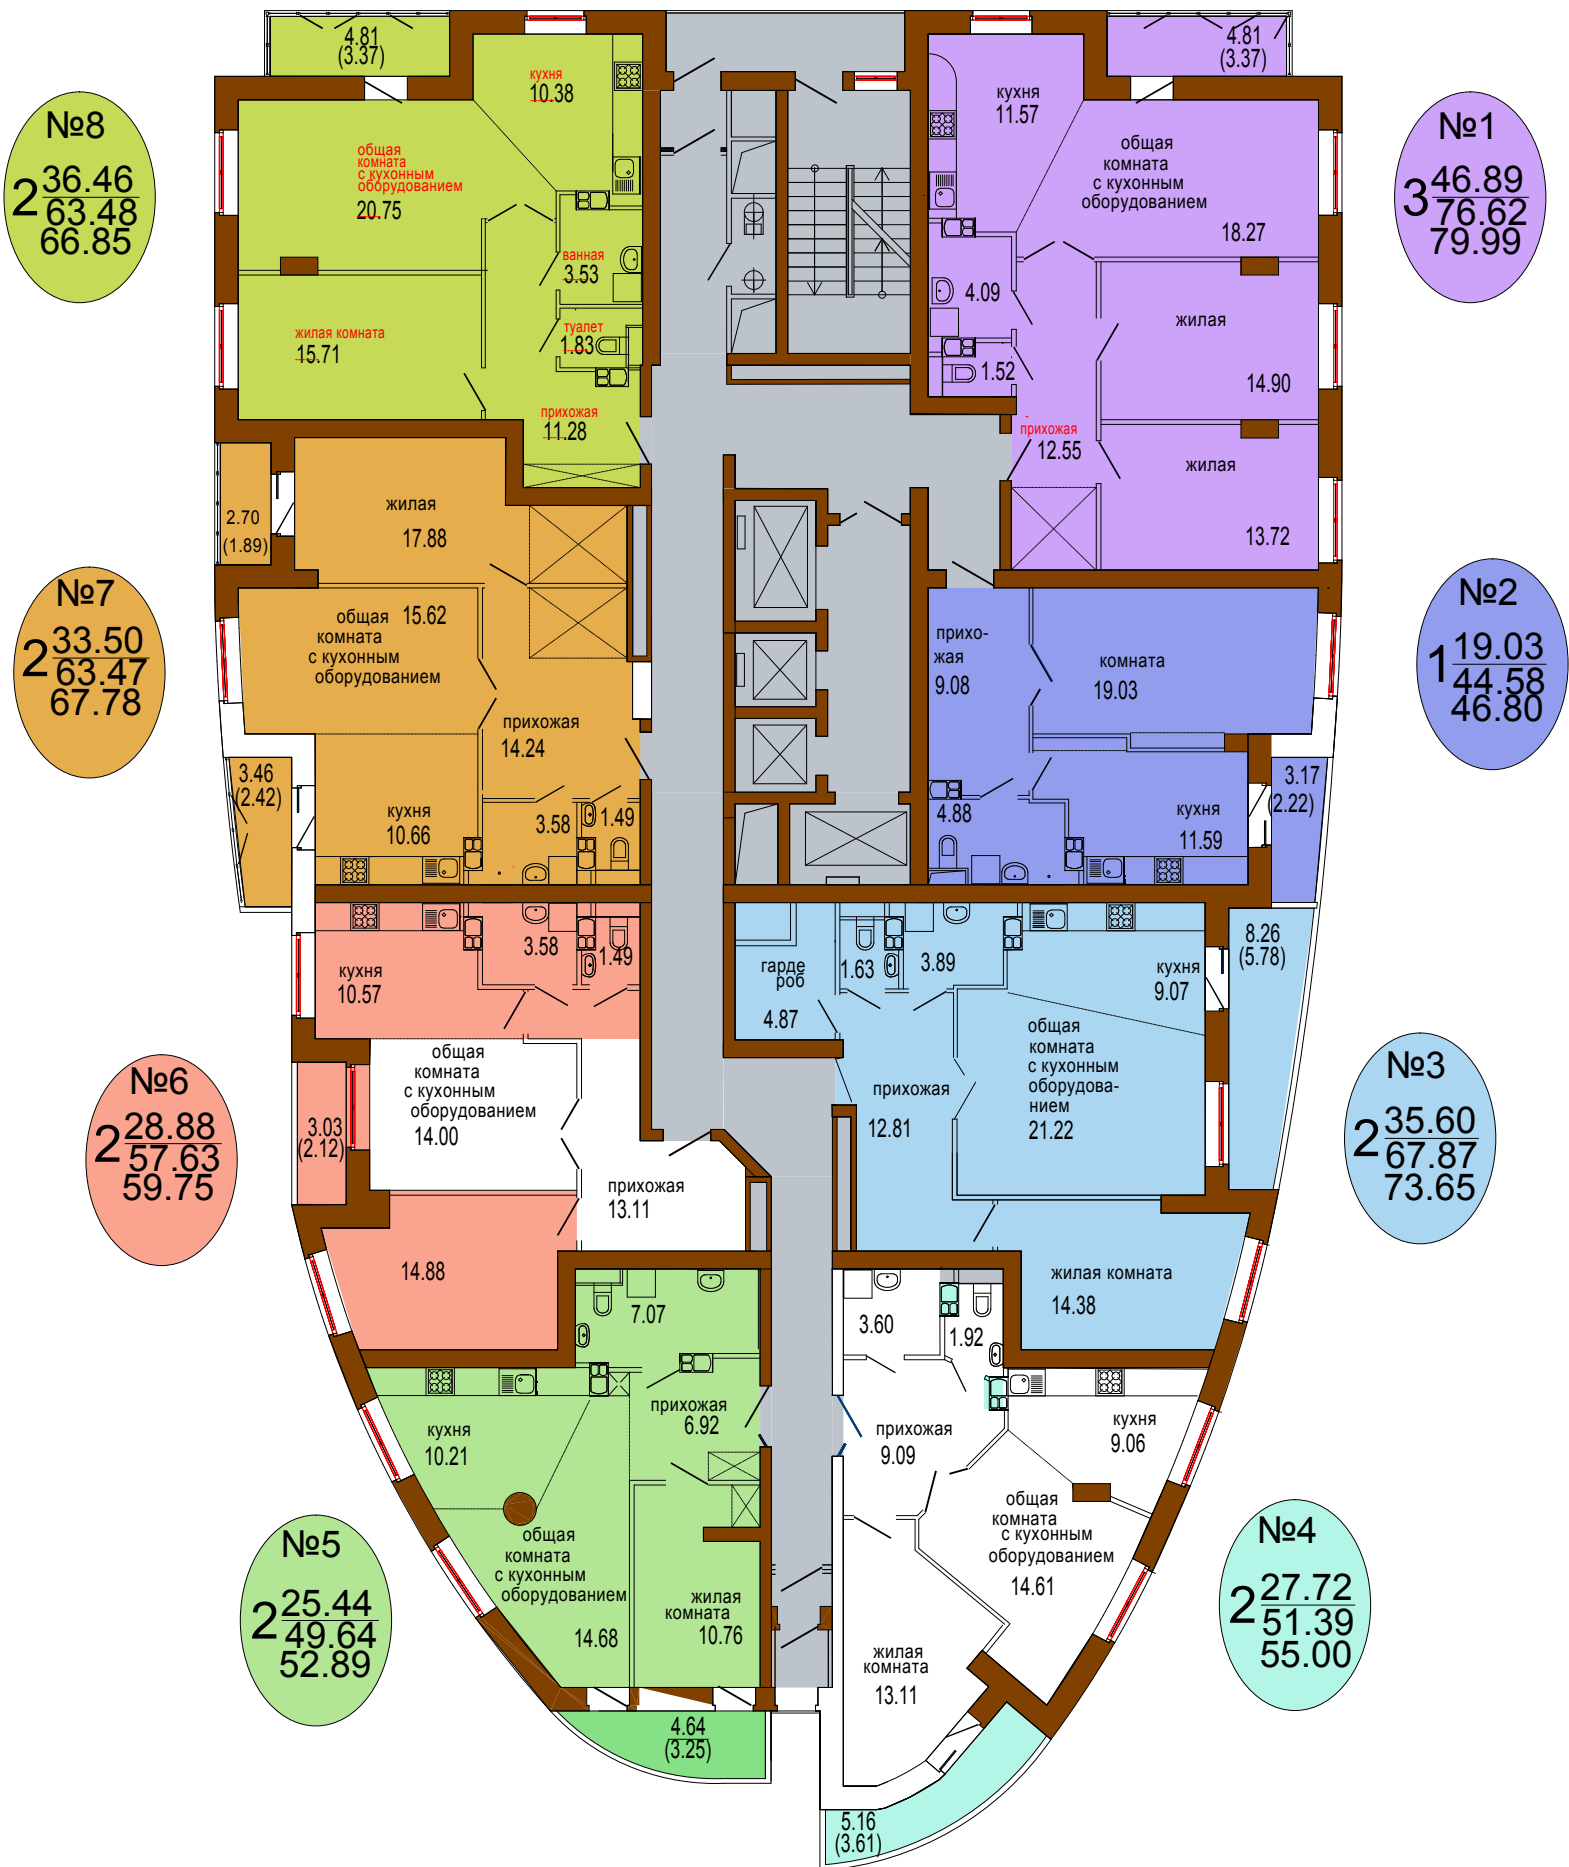 №8
2 36.46
63.48
66.85
4.81
(3.37)
кухня
10.38
общая
комната
с кухонным
оборудованием
20.75
ванная
3.53
туалет
1.83
жилая комната
15.71
прихожая
11.28
№1
3 46.89
76.62
79.99
4.81
(3.37)
кухня
11.57
общая
комната
с кухонным
оборудованием
18.27
4.09
1.52
жилая
14.90
прихожая
12.55
жилая
13.72
№7
2 33.50
63.47
67.78
2.70
(1.89)
жилая
17.88
общая 15.62
комната
с кухонным
оборудованием
прихожая
14.24
3.46
(2.42)
кухня
10.66
3.58
1.49
№2
1 19.03
44.58
46.80
прихо-
жая
9.08
комната
19.03
4.88
кухня
11.59
3.17
(2.22)
№6
2 28.88
57.63
59.75
кухня
10.57
3.58
1.49
общая
комната
с кухонным
оборудованием
14.00
3.03
(2.12)
прихожая
13.11
14.88
№3
2 35.60
67.87
73.65
гарде
роб
4.87
1.63
3.89
кухня
9.07
8.26
(5.78)
общая
комната
с кухонным
оборудова-
нием
21.22
прихожая
12.81
жилая комната
14.38
№5
2 25.44
49.64
52.89
7.07
прихожая
6.92
кухня
10.21
общая
комната
с кухонным
оборудованием
14.68
жилая
комната
10.76
4.64
(3.25)
№4
2 27.72
51.39
55.00
3.60
1.92
прихожая
9.09
кухня
9.06
общая
комната
с кухонным
оборудованием
14.61
жилая
комната
13.11
5.16
(3.61)